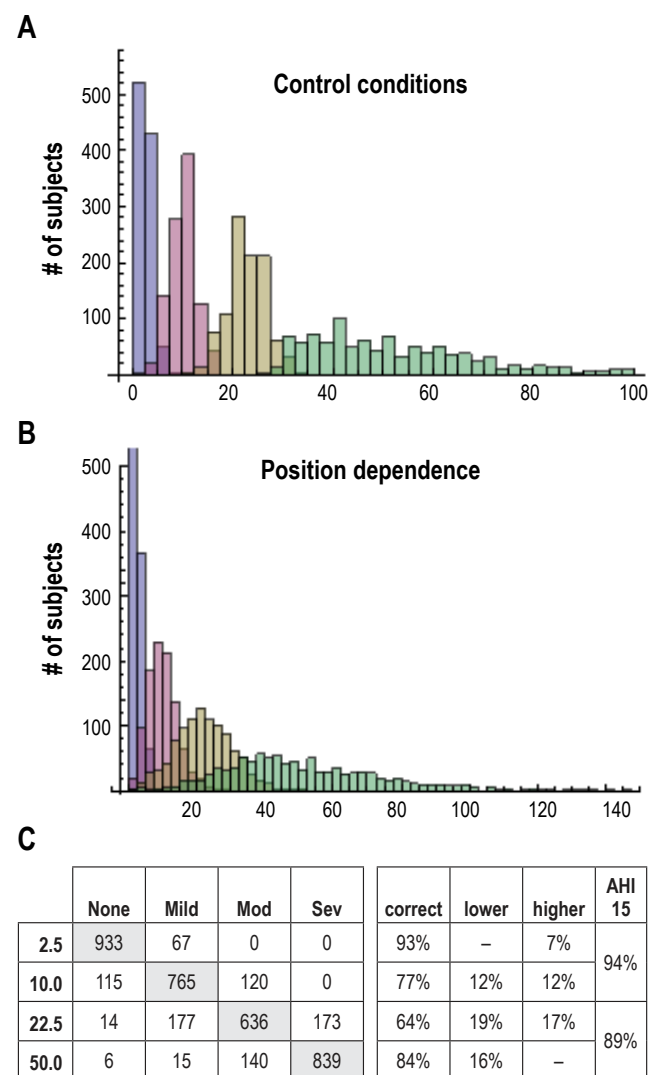 A
Control conditions
# of subjects
500
400
300
200
100
0 20 40 60 80 100
B
Position dependence
# of subjects
500
400
300
200
100
20 40 60 80 100 120 140
C
None Mild Mod Sev correct lower higher AHI 15
2.5 933 67 0 0 93% – 7% 94%
10.0 115 765 120 0 77% 12% 12%
22.5 14 177 636 173 64% 19% 17% 89%
50.0 6 15 140 839 84% 16% –